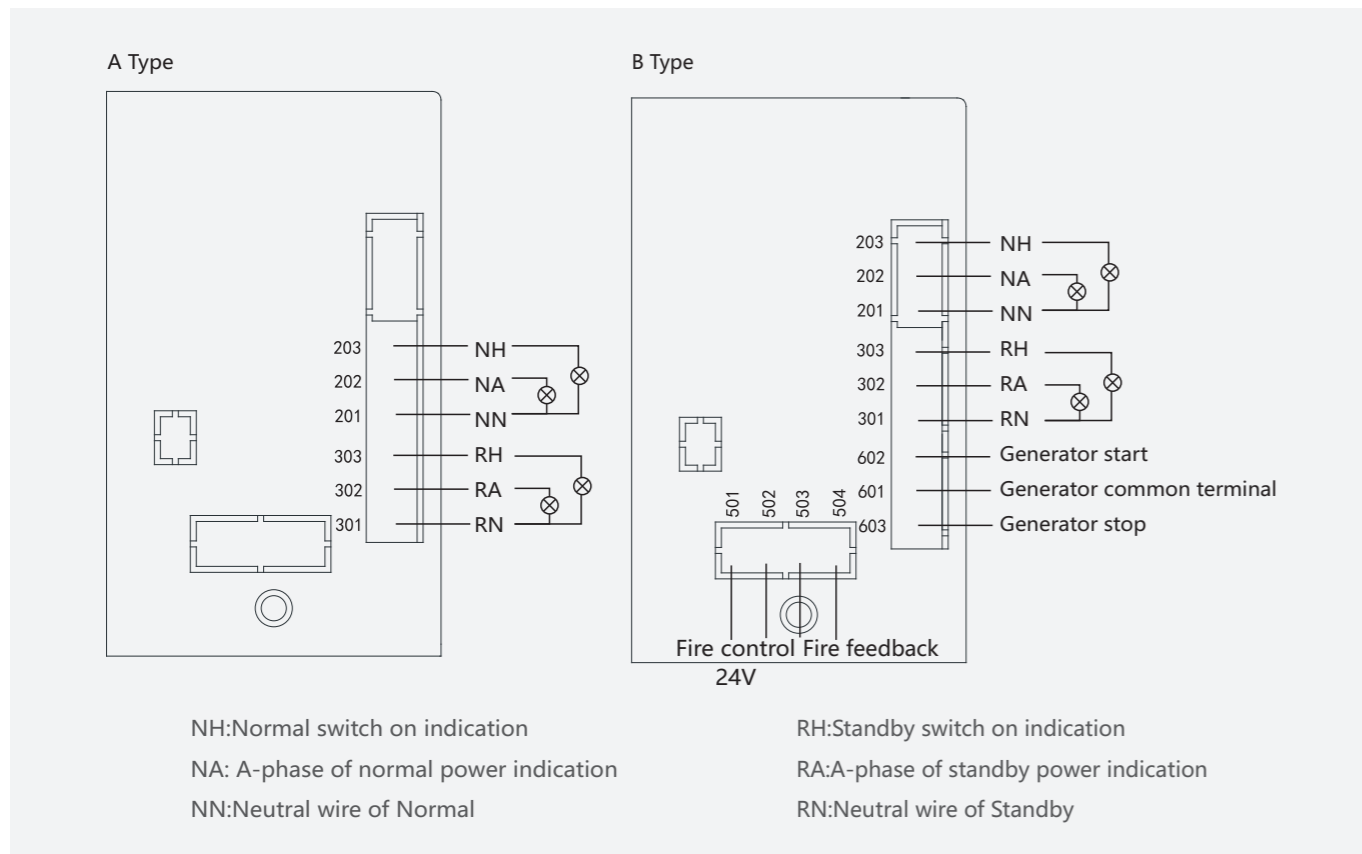 A Type
203 NH
202 NA
201 NN
303 RH
302 RA
301 RN
B Type
203 NH
202 NA
201 NN
303 RH
302 RA
301 RN
602 Generator start
601 Generator common terminal
603 Generator stop
501 502 503 504
Fire control Fire feedback
24V
NH:Normal switch on indication
NA: A-phase of normal power indication
NN:Neutral wire of Normal
RH:Standby switch on indication
RA:A-phase of standby power indication
RN:Neutral wire of Standby